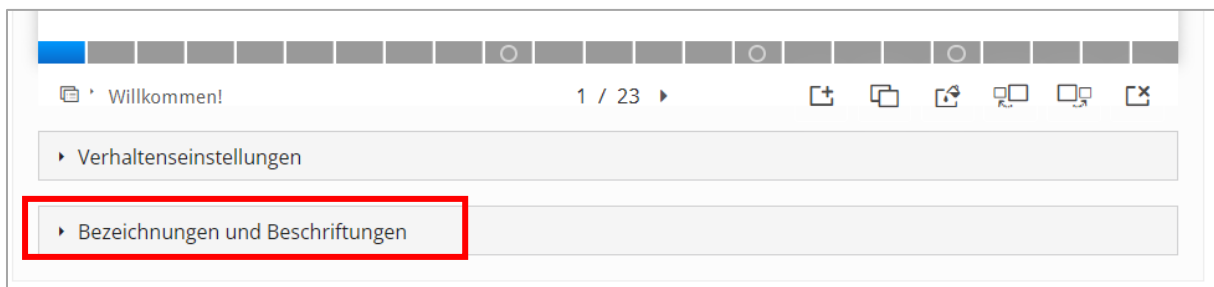 Willkommen!
1 / 23
Verhaltenseinstellungen
Bezeichnungen und Beschriftungen